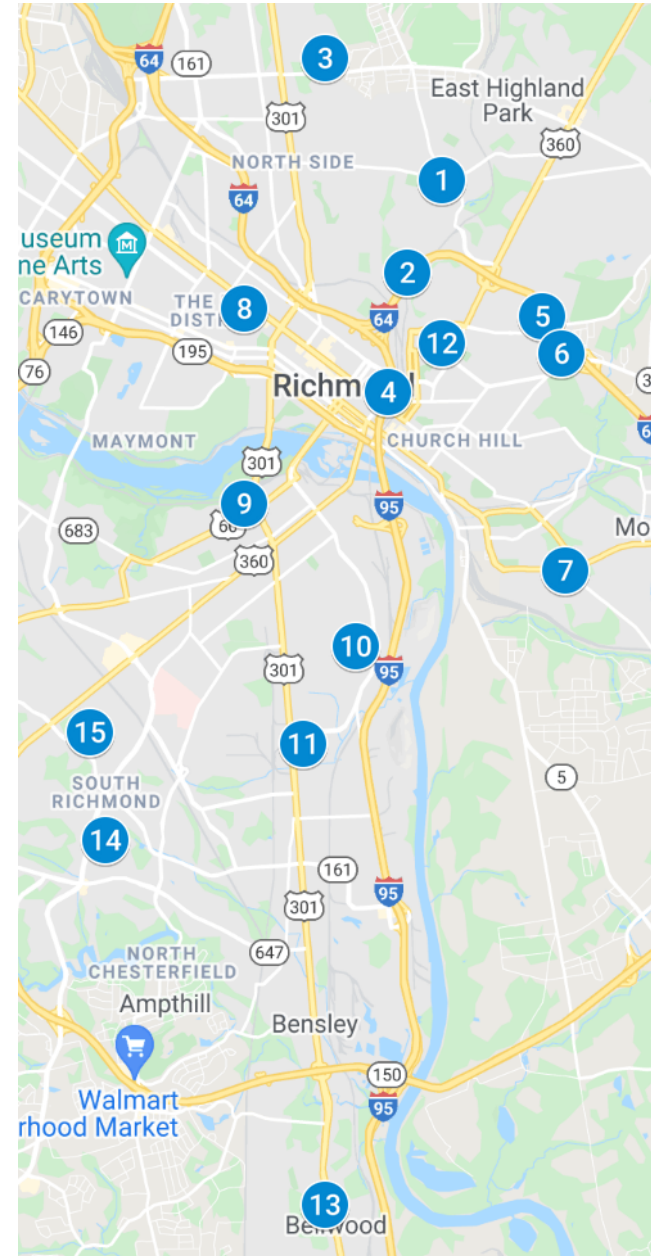 3
64
161
East Highland
Park
301
360
NORTH SIDE
1
64
useum
ne Arts
2
CARYTOWN
THE
DIST
8
64
5
146
12
195
6
76
3
Richm
4
MAYMONT
CHURCH HILL
301
6
9
95
60
683
Mo
360
7
10
301
95
15
11
5
SOUTH
RICHMOND
14
161
95
301
647
NORTH
CHESTERFIELD
Ampthill
Bensley
150
Walmart
rhood Market
95
13
Bellwood